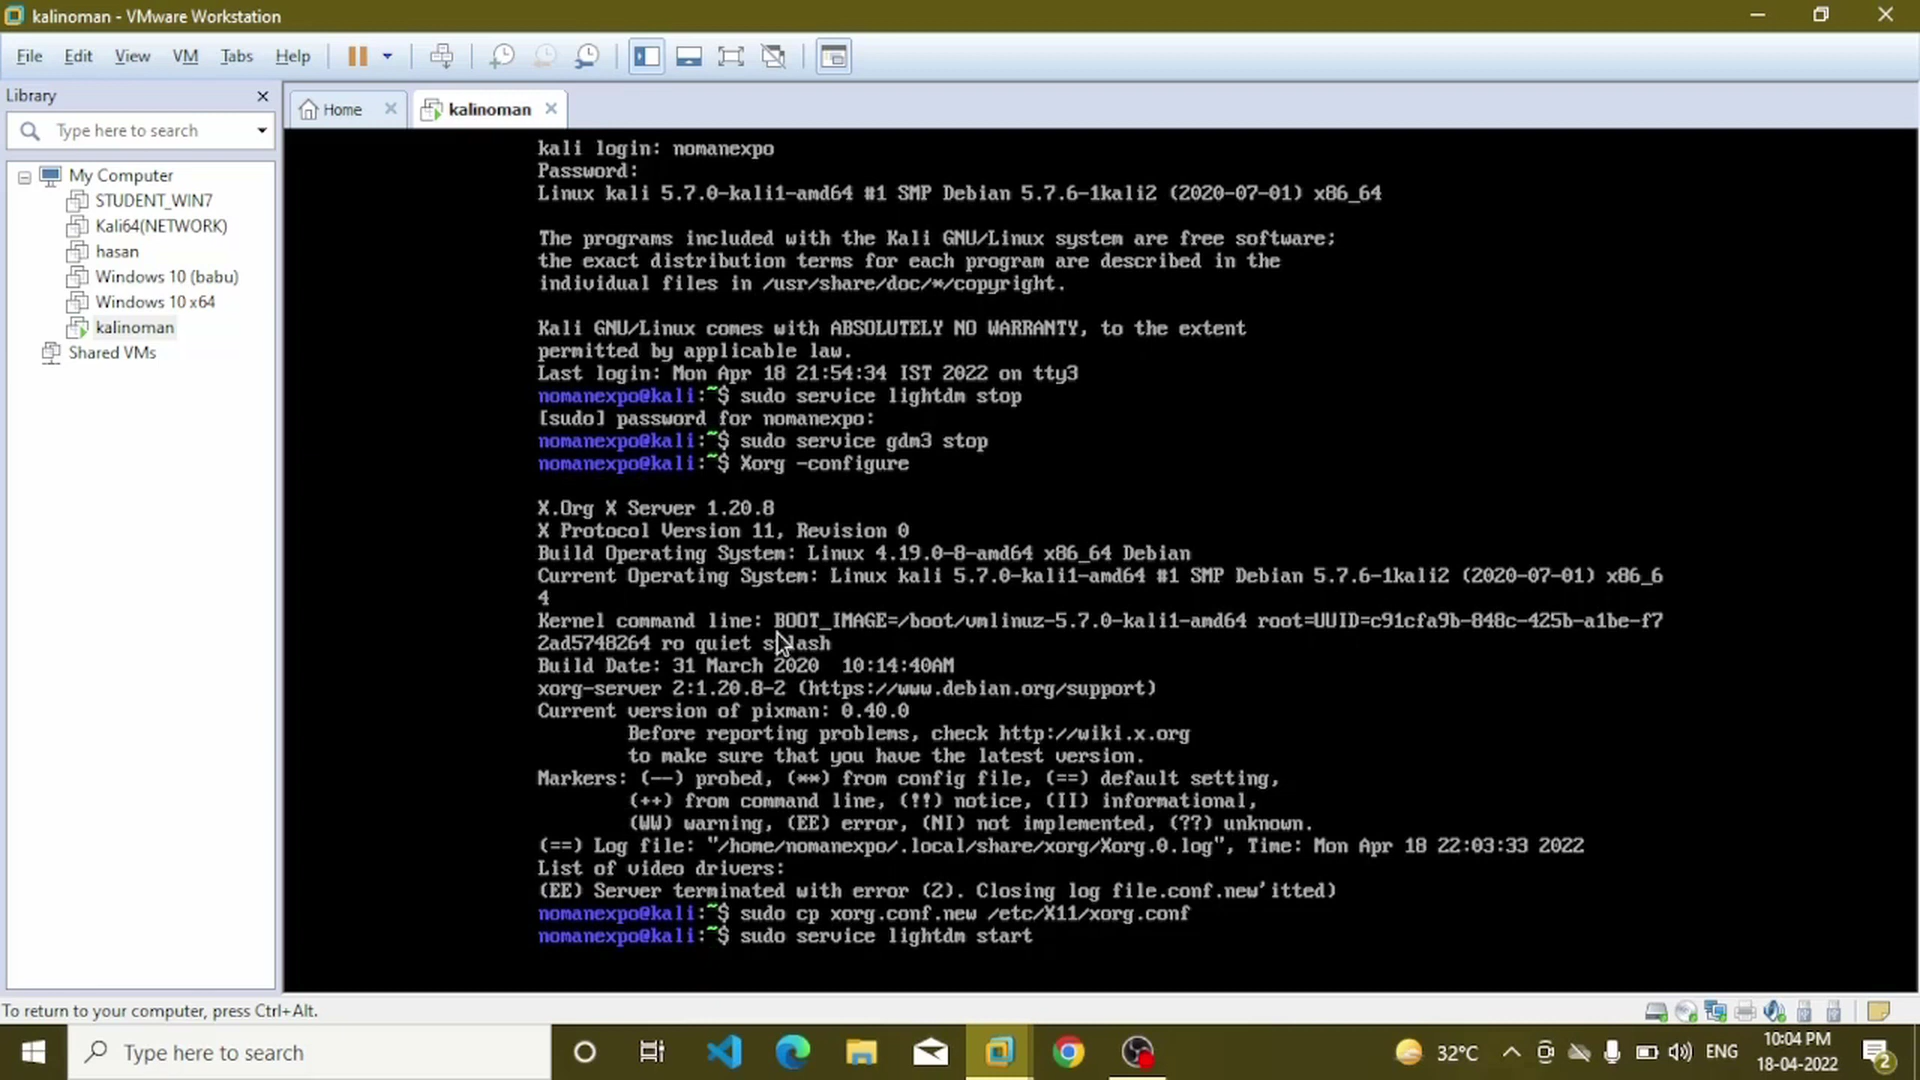 kalinoman - VMware Workstation
File Edit View VM Tabs Help
Library
Type here to search
My Computer
STUDENT_WIN7
Kali64(NETWORK)
hasan
Windows 10 (babu)
Windows 10 x64
kalinoman
Shared VMs
Home
kalinoman
kali login: nomanexpo
Password:
Linux kali 5.7.0-kali1-amd64 #1 SMP Debian 5.7.6-1kali2 (2020-07-01) x86_64
The programs included with the Kali GNU/Linux system are free software;
the exact distribution terms for each program are described in the
individual files in /usr/share/doc/*/copyright.
Kali GNU/Linux comes with ABSOLUTELY NO WARRANTY, to the extent
permitted by applicable law.
Last login: Mon Apr 18 21:54:34 IST 2022 on tty3
nomanexpo@kali:~$ sudo service lightdm stop
[sudo] password for nomanexpo:
nomanexpo@kali:~$ sudo service gdm3 stop
nomanexpo@kali:~$ Xorg -configure
X.Org X Server 1.20.8
X Protocol Version 11, Revision 0
Build Operating System: Linux 4.19.0-8-amd64 x86_64 Debian
Current Operating System: Linux kali 5.7.0-kali1-amd64 #1 SMP Debian 5.7.6-1kali2 (2020-07-01) x86_6
4
Kernel command line: BOOT_IMAGE=/boot/vmlinuz-5.7.0-kali1-amd64 root=UUID=c91cfa9b-848c-425b-a1be-f7
2ad5748264 ro quiet splash
Build Date: 31 March 2020  10:14:40AM
xorg-server 2:1.20.8-2 (https://www.debian.org/support)
Current version of pixman: 0.40.0
Before reporting problems, check http://wiki.x.org
to make sure that you have the latest version.
Markers: (--) probed, (**) from config file, (==) default setting,
(++) from command line, (!!) notice, (II) informational,
(WW) warning, (EE) error, (NI) not implemented, (??) unknown.
(==) Log file: "/home/nomanexpo/.local/share/xorg/Xorg.0.log", Time: Mon Apr 18 22:03:33 2022
List of video drivers:
(EE) Server terminated with error (2). Closing log file.conf.new'itted)
nomanexpo@kali:~$ sudo cp xorg.conf.new /etc/X11/xorg.conf
nomanexpo@kali:~$ sudo service lightdm start
To return to your computer, press Ctrl+Alt.
Type here to search
32°C
ENG
10:04 PM
18-04-2022
2